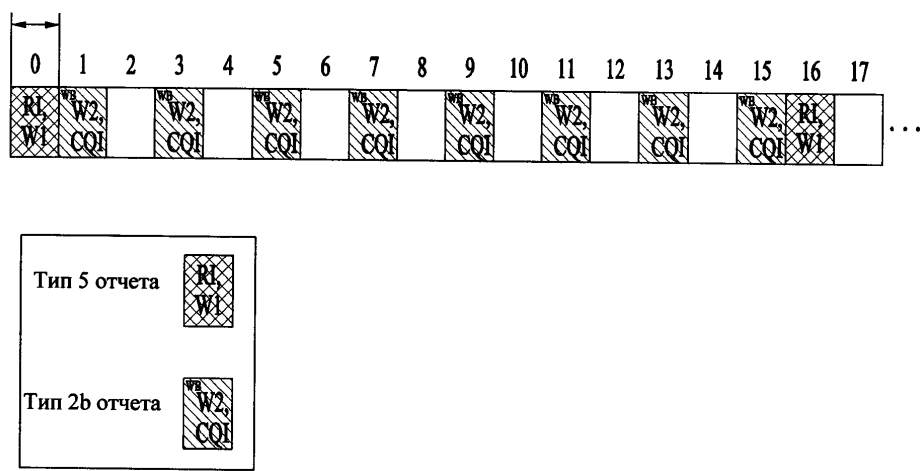 0 1 2 3 4 5 6 7 8 9 10 11 12 13 14 15 16 17
RI, WB W2, WB W2, WB W2, WB W2, WB W2, WB W2, WB W2, WB W2, RI,
W1 CQI CQI CQI CQI CQI CQI CQI CQI W1 ...
Тип 5 отчета RI,
W1
Тип 2b отчета WB W2,
CQI